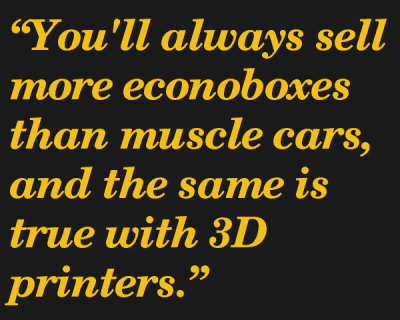 “You'll always sell
more econoboxes
than muscle cars,
and the same is
true with 3D
printers.”